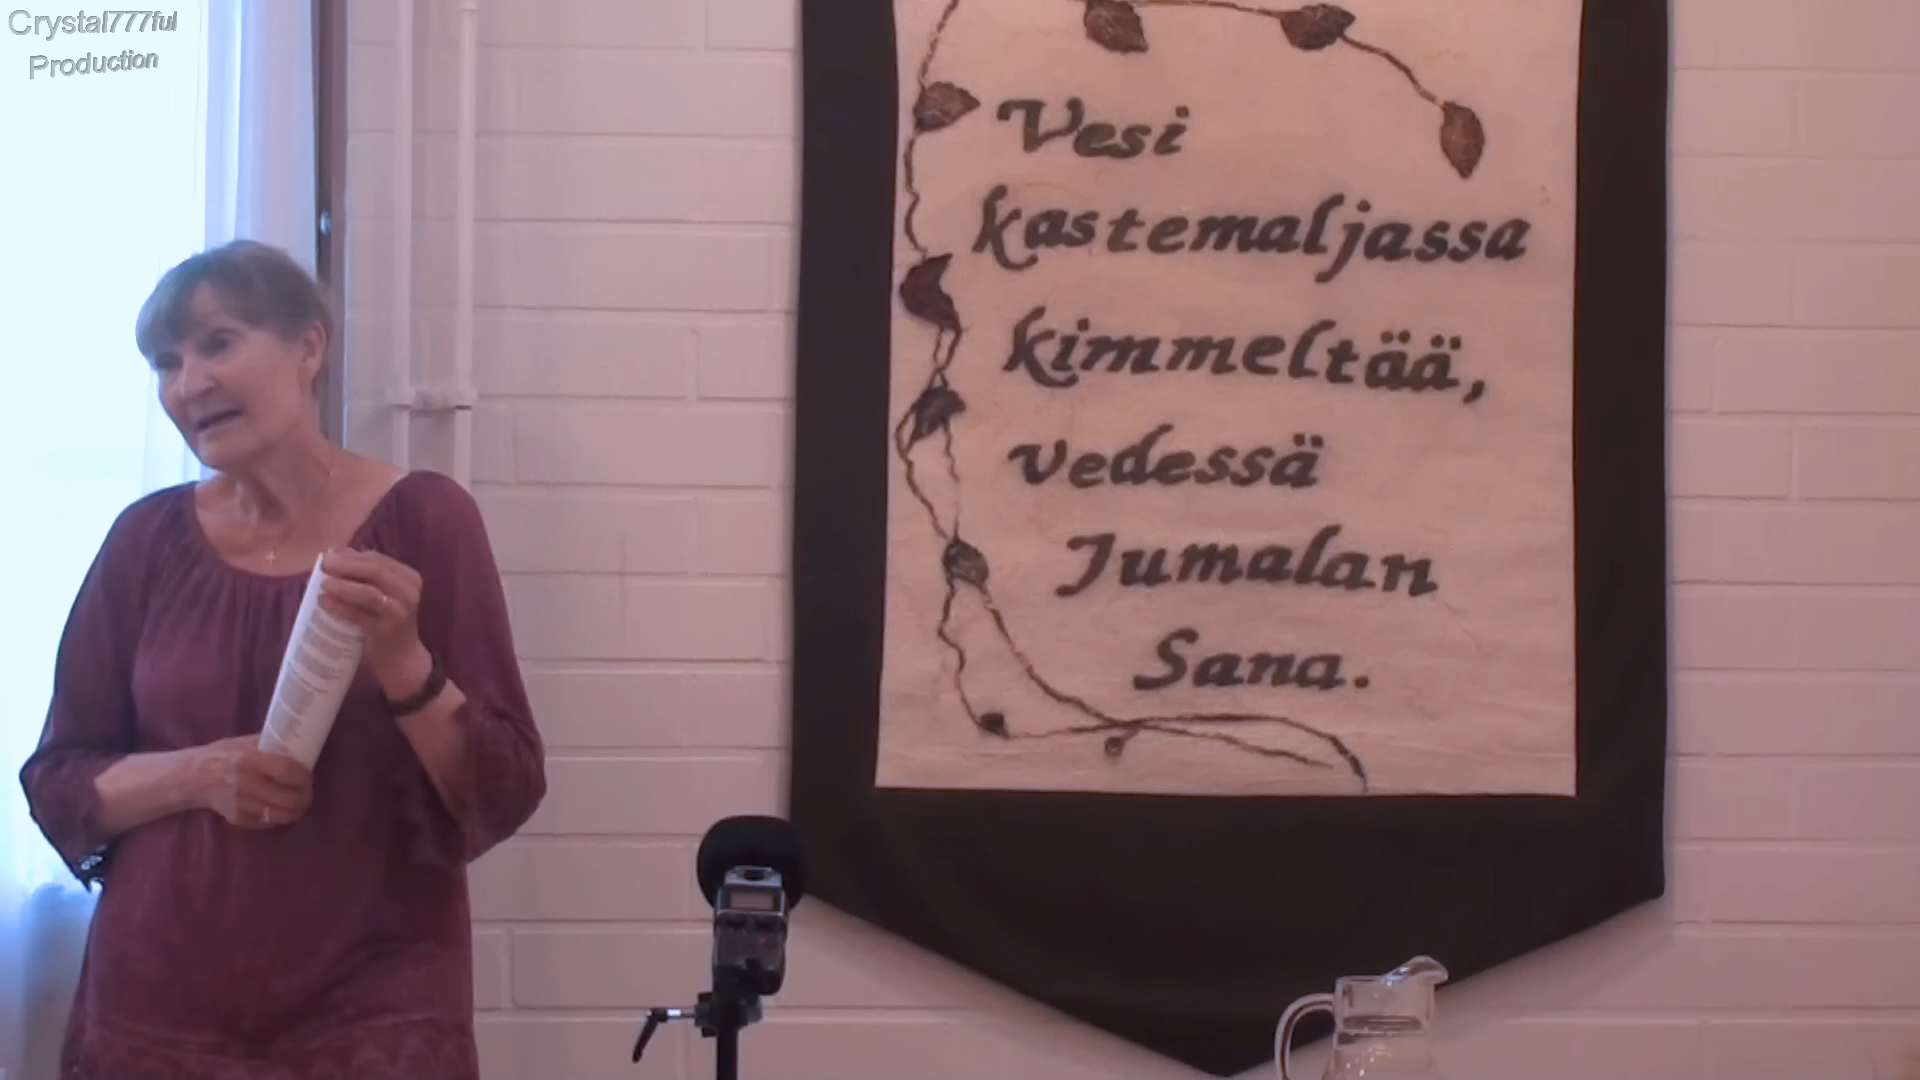 Crystal777ful
Production
Vesi
kastemaljassa
kimmeltää,
vedessä
Jumalan
Sana.